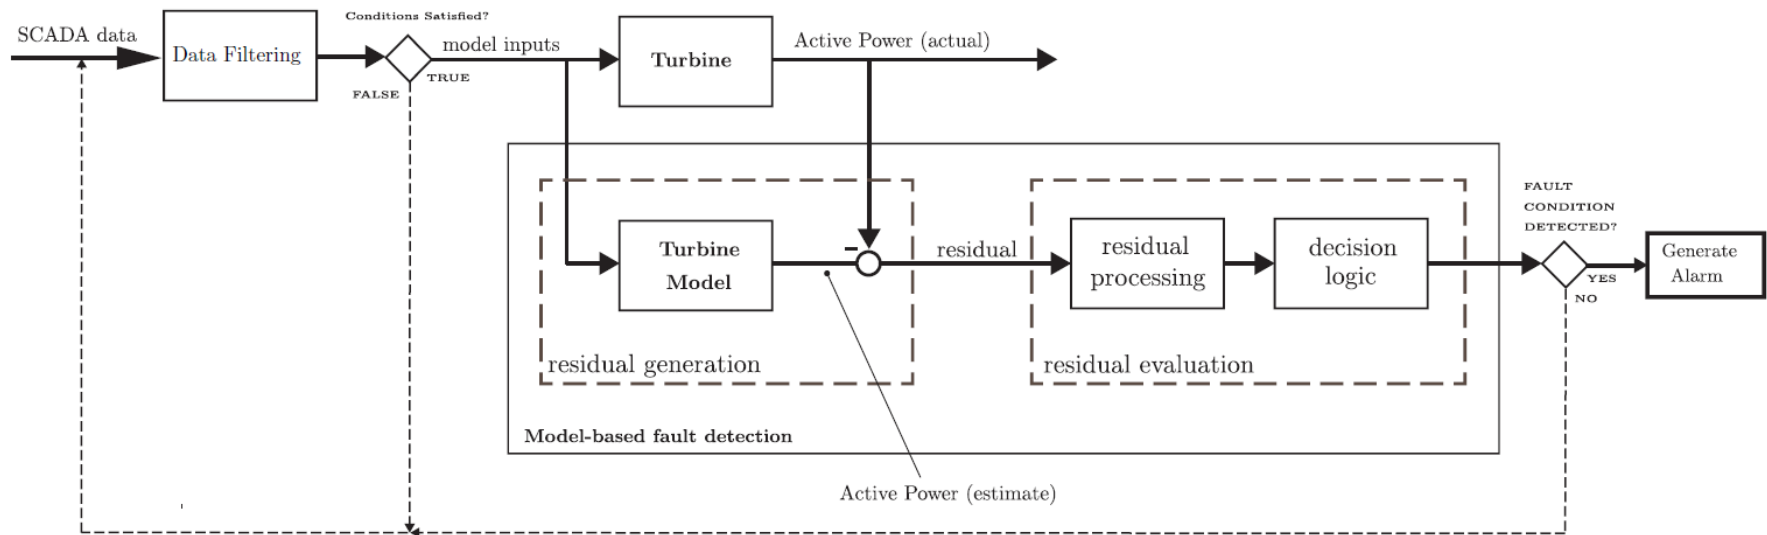 SCADA data
Data Filtering
Conditions Satisfied?
TRUE
FALSE
model inputs
Turbine
Active Power (actual)
Turbine
Model
residual generation
residual
residual
processing
decision
logic
residual evaluation
Model-based fault detection
Active Power (estimate)
FAULT
CONDITION
DETECTED?
YES
NO
Generate
Alarm